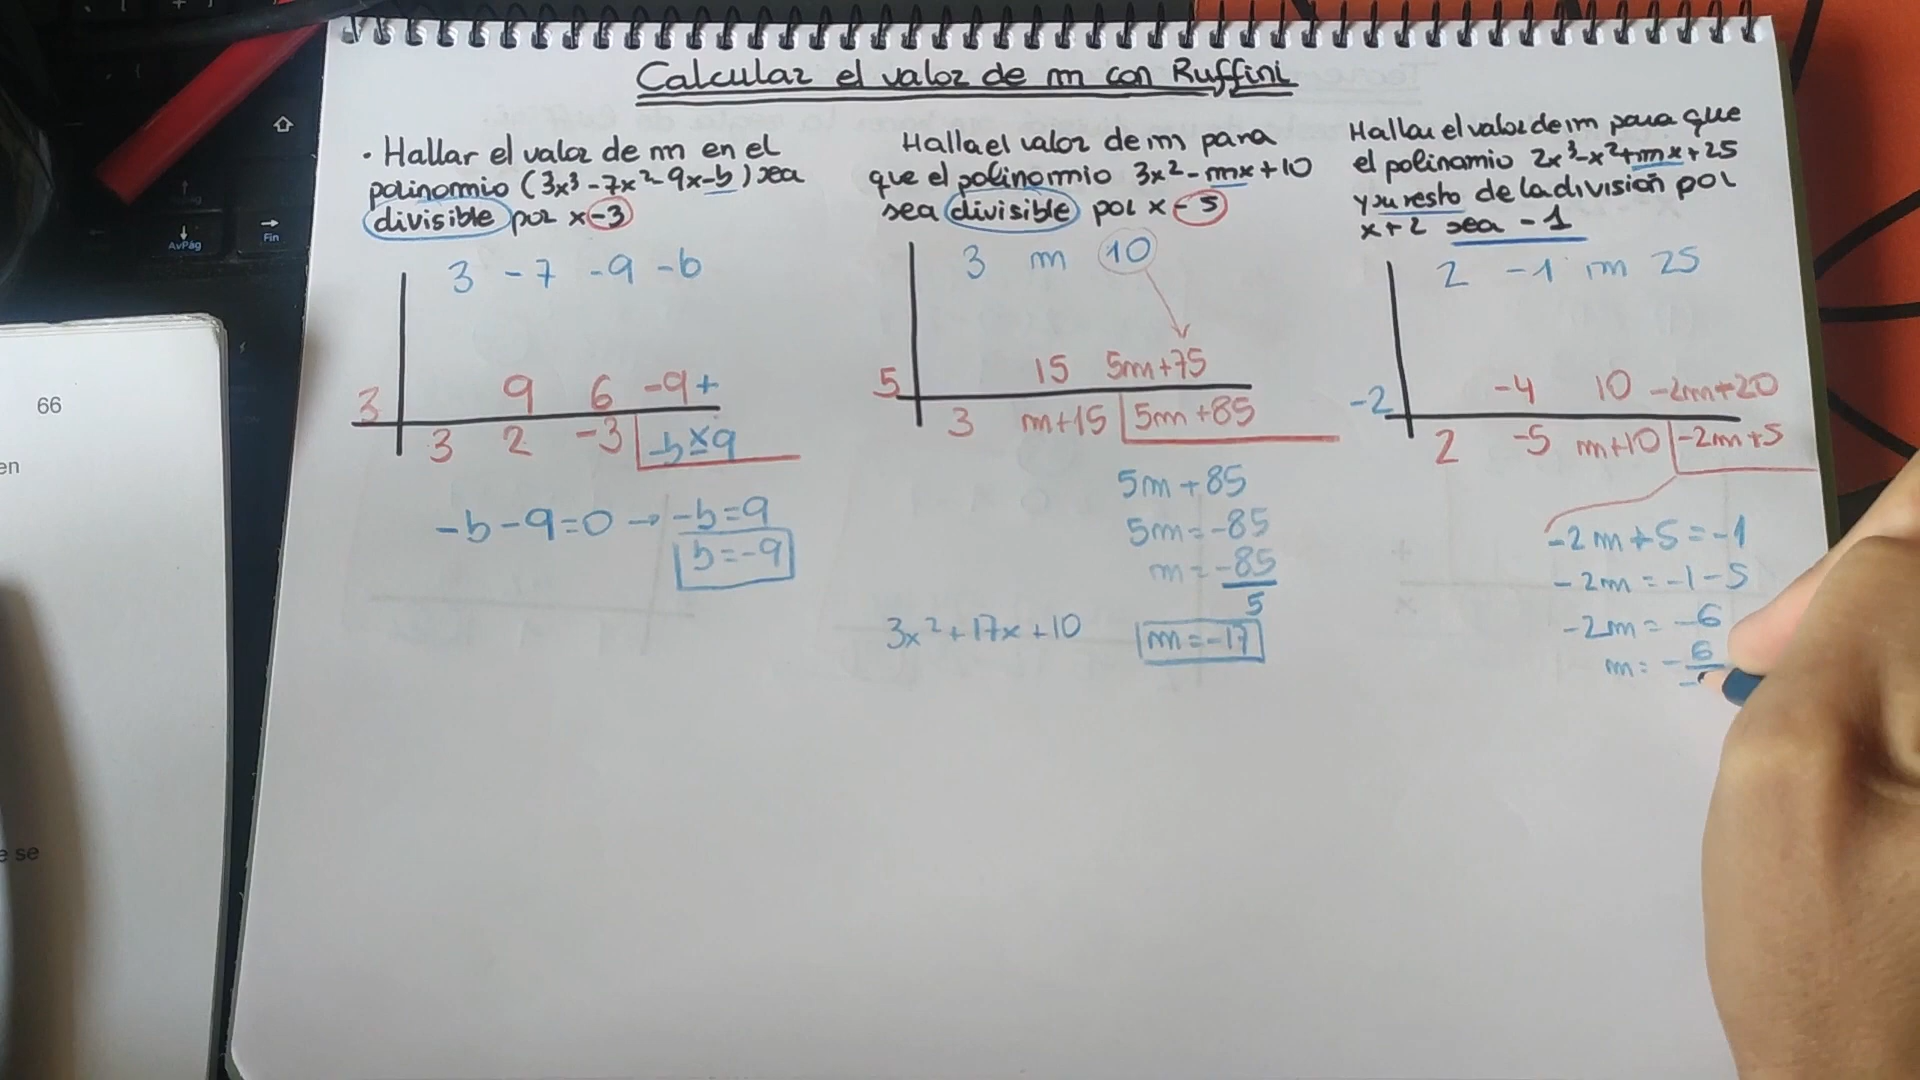 Calcular el valor de m con Ruffini
• Hallar el valor de m en el
polinomio (3x³-7x²-9x-b) sea
divisible por x-3
3 -7 -9 -b
9 6 -9+
3
3 2 -3 -b-9
-b-9=0 → -b=9
b=-9
Halla el valor de m para
que el polinomio 3x²-mx+10
sea divisible por x-5
3 m 10
15 5m+75
5
3 m+15 5m+85
5m+85
5m=-85
m=-85
5
3x²+17x+10
m=-17
Hallar el valor de m para que
el polinomio 2x³-x²+mx+25
y su resto de la división por
x+2 sea -1
2 -1 m 25
-4 10 -2m+20
-2
2 -5 m+10 -2m+5
-2m+5=-1
-2m=-1-5
-2m=-6
m=-6
-
66
en
e se
AvPág
Fin